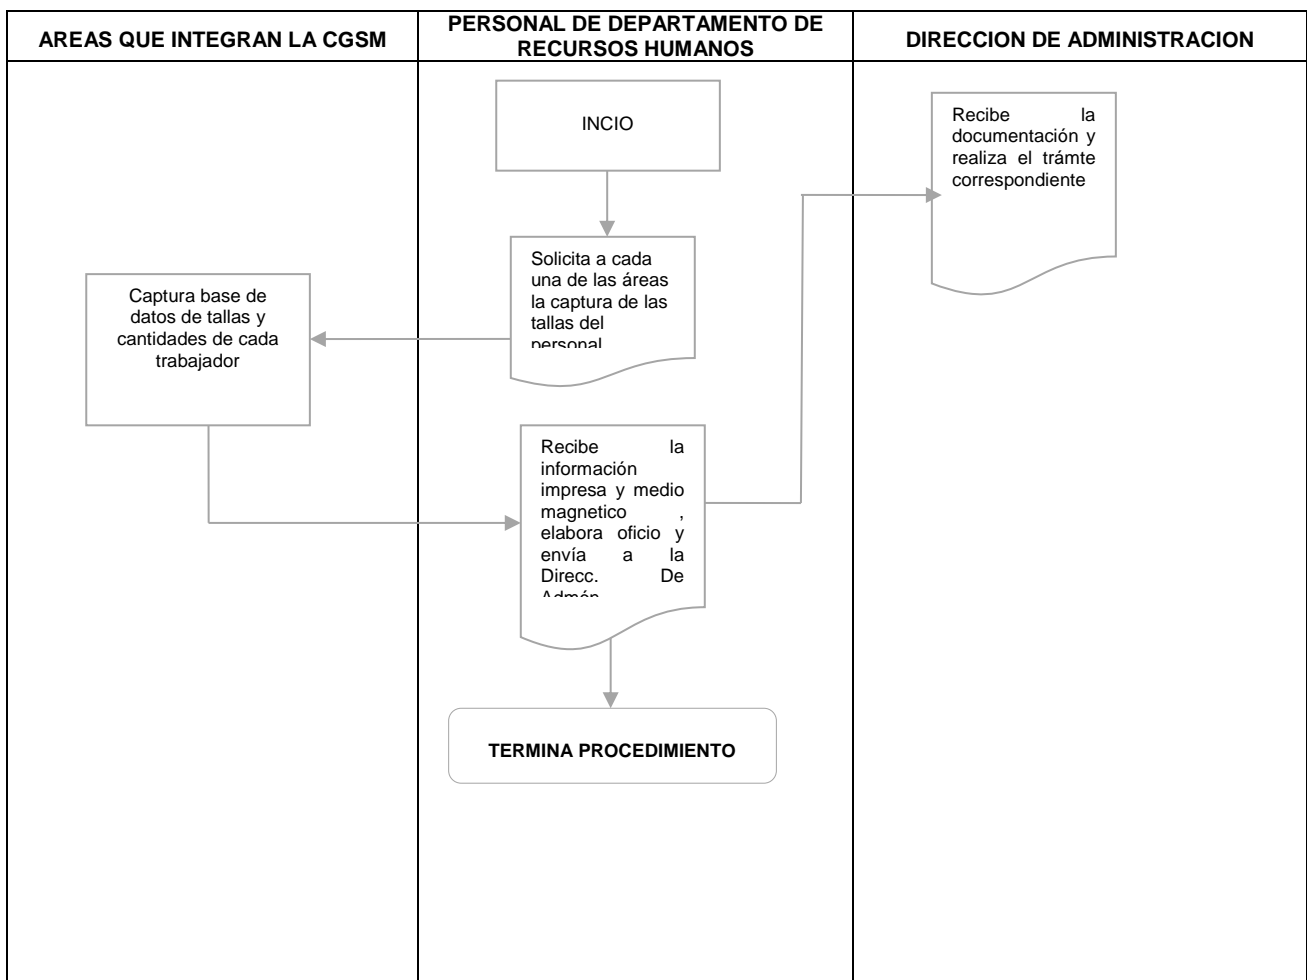 AREAS QUE INTEGRAN LA CGSM
PERSONAL DE DEPARTAMENTO DE
RECURSOS HUMANOS
DIRECCION DE ADMINISTRACION
INCIO
Solicita a cada
una de las áreas
la captura de las
tallas del
personal
Captura base de
datos de tallas y
cantidades de cada
trabajador
Recibe la
información
impresa y medio
magnetico ,
elabora oficio y
envía a la
Direcc. De
Admón
Recibe la
documentación y
realiza el trámte
correspondiente
TERMINA PROCEDIMIENTO